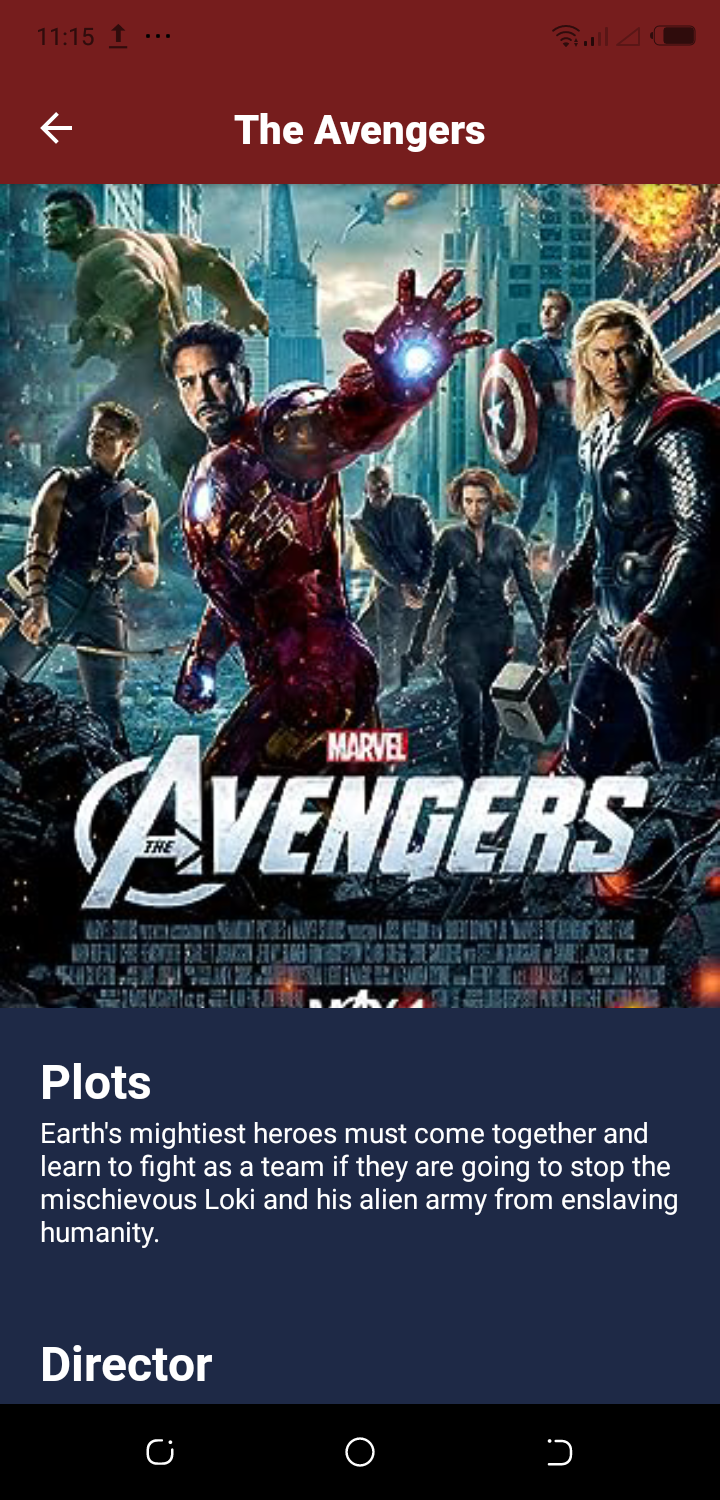 11:15
The Avengers
MARVEL
THE AVENGERS
Plots
Earth's mightiest heroes must come together and
learn to fight as a team if they are going to stop the
mischievous Loki and his alien army from enslaving
humanity.
Director